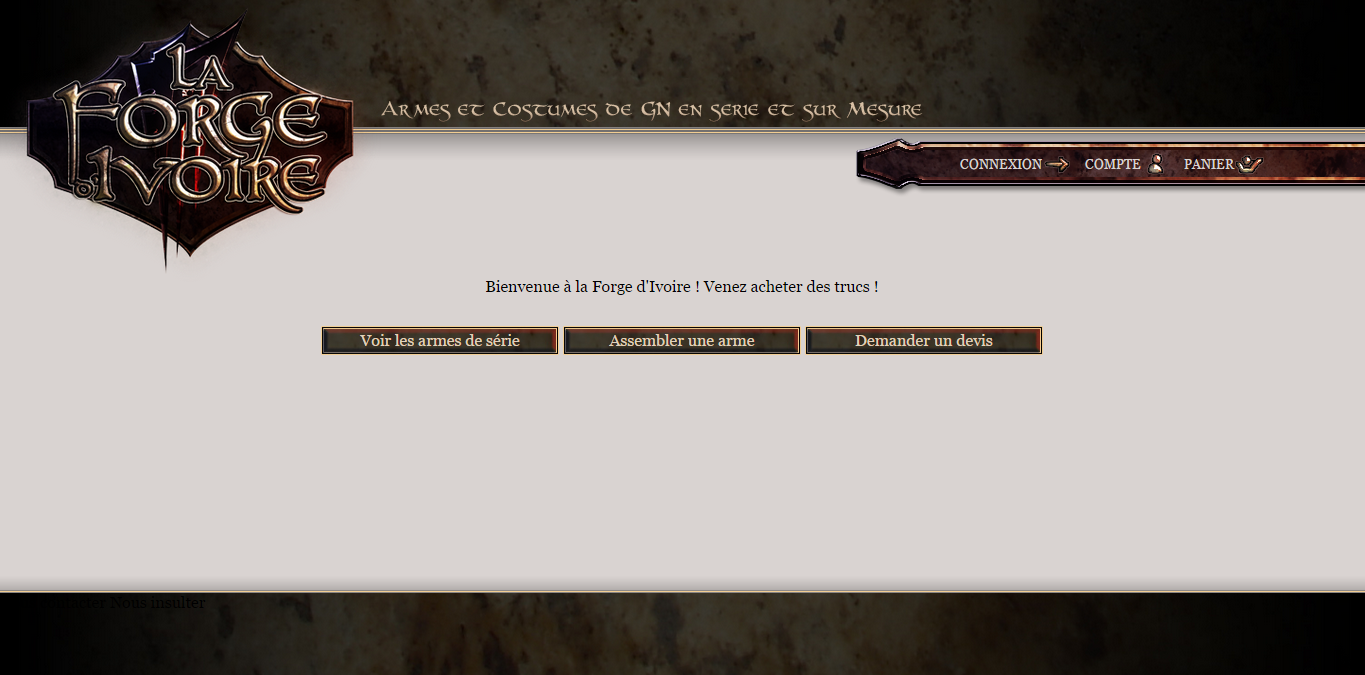 La
Forge
d'Ivoire
Armes et Costumes de GN en serie et sur Mesure
CONNEXION COMPTE PANIER
Bienvenue à la Forge d'Ivoire ! Venez acheter des trucs !
Voir les armes de série Assembler une arme Demander un devis
contacter Nous insulter